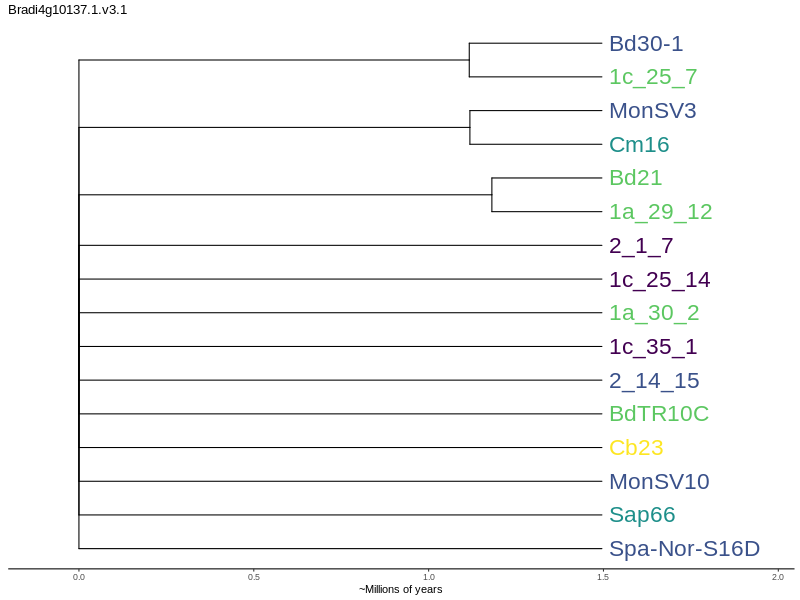 Bradi4g10137.1.v3.1
Bd30-1
1c_25_7
MonSV3
Cm16
Bd21
1a_29_12
2_1_7
1c_25_14
1a_30_2
1c_35_1
2_14_15
BdTR10C
Cb23
MonSV10
Sap66
Spa-Nor-S16D
0.0 0.5 1.0 1.5 2.0
~Millions of years